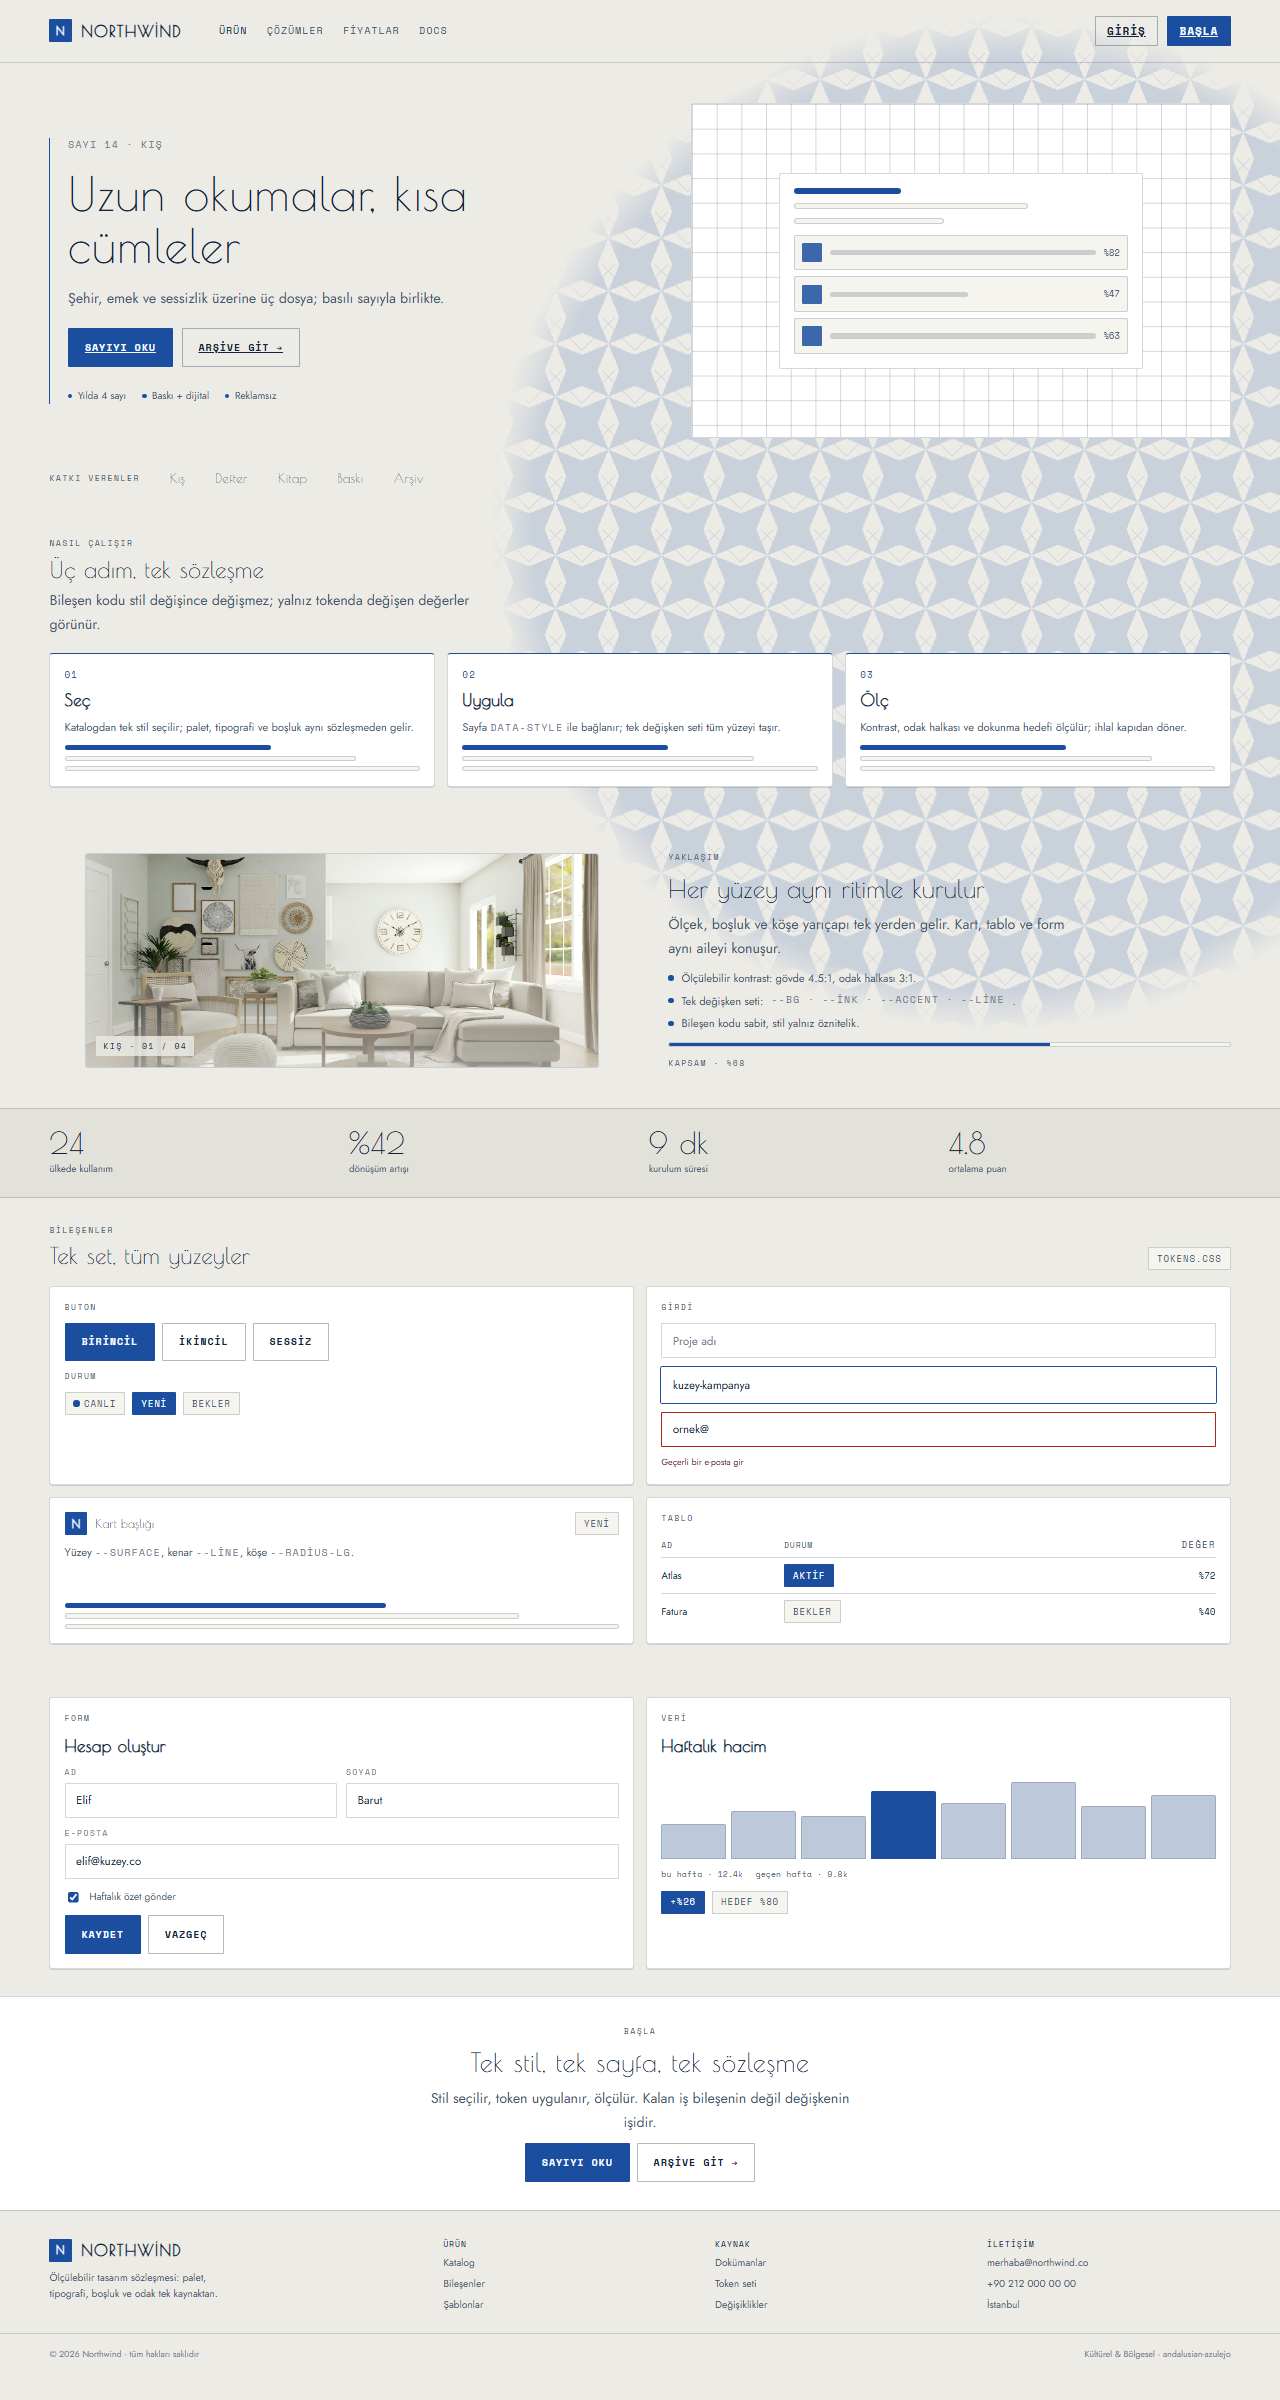 N NORTHWİND ÜRÜN ÇÖZÜMLER FİYATLAR DOCS GİRİŞ BAŞLA
SAYI 14 · KIŞ
Uzun okumalar, kısa
cümleler
Şehir, emek ve sessizlik üzerine üç dosya; basılı sayıyla birlikte.
SAYIYI OKU ARŞİVE GİT →
Yılda 4 sayı Baskı + dijital Reklamsız
%82
%47
%63
KATKI VERENLER Kış Defter Kitap Baskı Arşiv
NASIL ÇALIŞIR
Üç adım, tek sözleşme
Bileşen kodu stil değişince değişmez; yalnız tokenda değişen değerler
görünür.
01
Seç
Katalogdan tek stil seçilir; palet, tipografi ve boşluk aynı sözleşmeden gelir.
02
Uygula
Sayfa DATA-STYLE ile bağlanır; tek değişken seti tüm yüzeyi taşır.
03
Ölç
Kontrast, odak halkası ve dokunma hedefi ölçülür; ihlal kapıdan döner.
KIŞ · 01 / 04
YAKLAŞIM
Her yüzey aynı ritimle kurulur
Ölçek, boşluk ve köşe yarıçapı tek yerden gelir. Kart, tablo ve form
aynı aileyi konuşur.
Ölçülebilir kontrast: gövde 4.5:1, odak halkası 3:1.
Tek değişken seti: --BG · --İNK · --ACCENT · --LİNE .
Bileşen kodu sabit, stil yalnız öznitelik.
KAPSAM · %68
24
ülkede kullanım
%42
dönüşüm artışı
9 dk
kurulum süresi
4.8
ortalama puan
BİLEŞENLER
Tek set, tüm yüzeyler
TOKENS.CSS
BUTON
BİRİNCİL İKİNCİL SESSİZ
DURUM
CANLI YENİ BEKLER
GİRDİ
Proje adı
kuzey-kampanya
ornek@
Geçerli bir e-posta gir
N Kart başlığı YENİ
Yüzey --SURFACE, kenar --LİNE, köşe --RADİUS-LG.
TABLO
AD DURUM DEĞER
Atlas AKTİF %72
Fatura BEKLER %40
FORM
Hesap oluştur
AD SOYAD
Elif Barut
E-POSTA
elif@kuzey.co
Haftalık özet gönder
KAYDET VAZGEÇ
VERİ
Haftalık hacim
bu hafta · 12.4k geçen hafta · 9.8k
+%26 HEDEF %80
BAŞLA
Tek stil, tek sayfa, tek sözleşme
Stil seçilir, token uygulanır, ölçülür. Kalan iş bileşenin değil değişkenin
işidir.
SAYIYI OKU ARŞİVE GİT →
N NORTHWİND
Ölçülebilir tasarım sözleşmesi: palet,
tipografi, boşluk ve odak tek kaynaktan.
ÜRÜN
Katalog
Bileşenler
Şablonlar
KAYNAK
Dokümanlar
Token seti
Değişiklikler
İLETİŞİM
merhaba@northwind.co
+90 212 000 00 00
İstanbul
© 2026 Northwind · tüm hakları saklıdır
Kültürel & Bölgesel · andalusian-azulejo